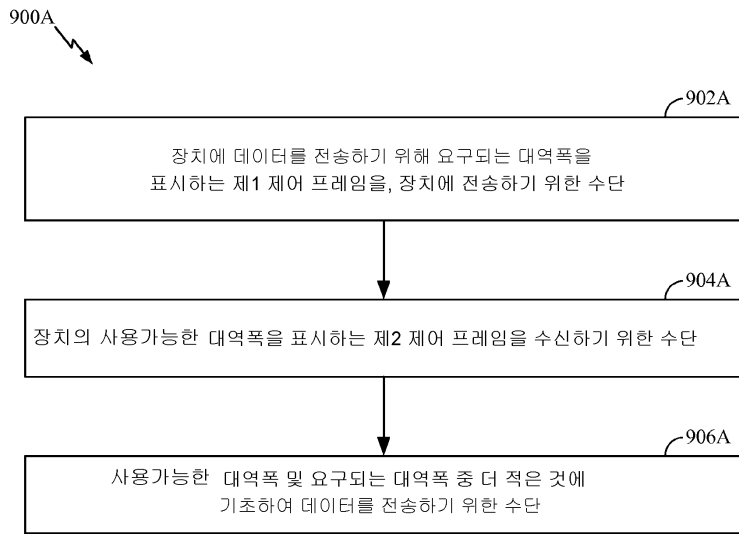 900A
902A
장치에 데이터를 전송하기 위해 요구되는 대역폭을
표시하는 제1 제어 프레임을, 장치에 전송하기 위한 수단
904A
장치의 사용가능한 대역폭을 표시하는 제2 제어 프레임을 수신하기 위한 수단
906A
사용가능한 대역폭 및 요구되는 대역폭 중 더 적은 것에
기초하여 데이터를 전송하기 위한 수단